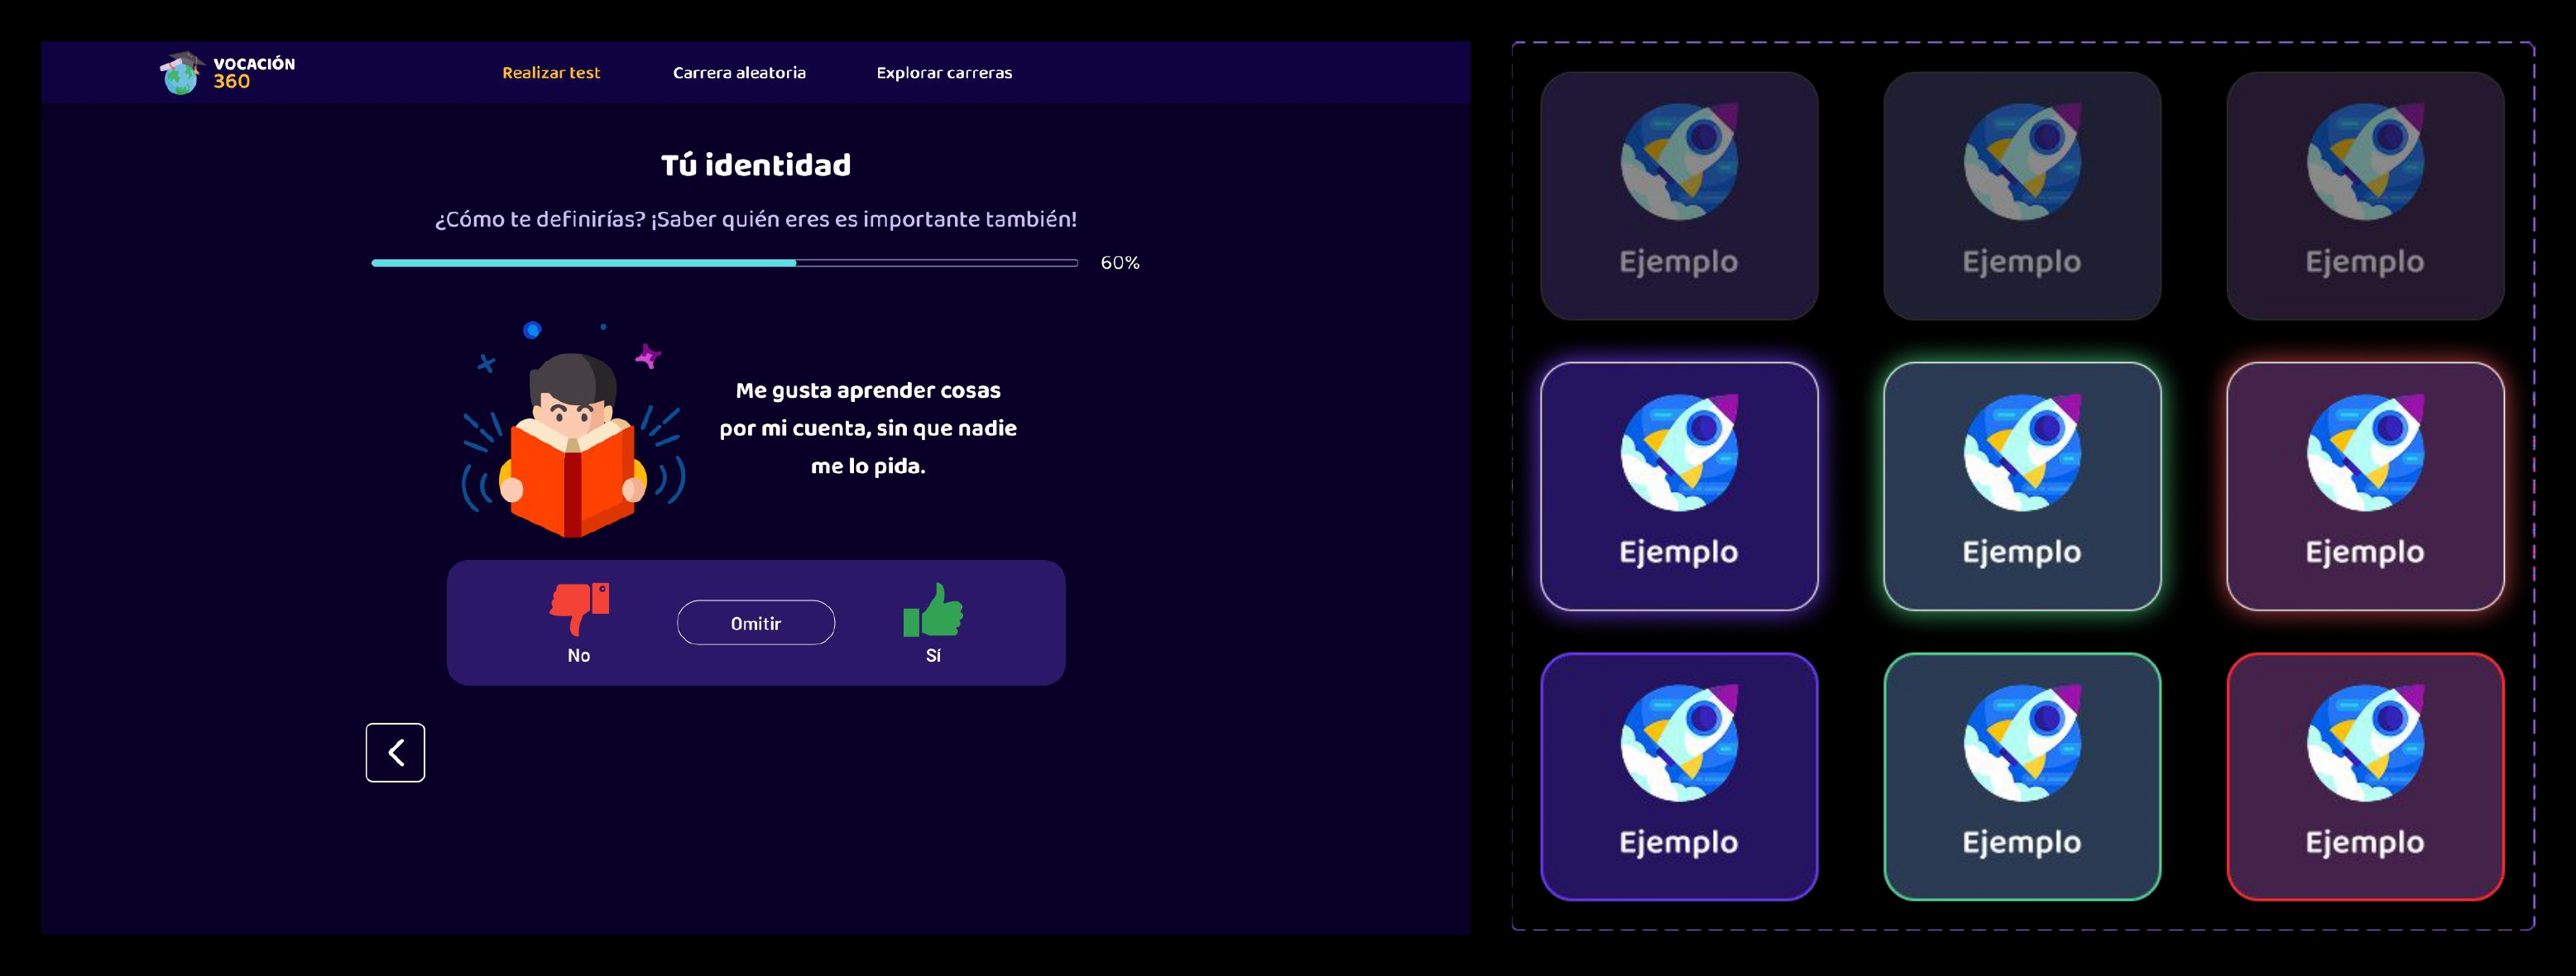 VOCACIÓN
360
Realizar test
Carrera aleatoria
Explorar carreras
Tú identidad
¿Cómo te definirías? ¡Saber quién eres es importante también!
60%
Me gusta aprender cosas
por mi cuenta, sin que nadie
me lo pida.
No
Omitir
Sí
Ejemplo
Ejemplo
Ejemplo
Ejemplo
Ejemplo
Ejemplo
Ejemplo
Ejemplo
Ejemplo